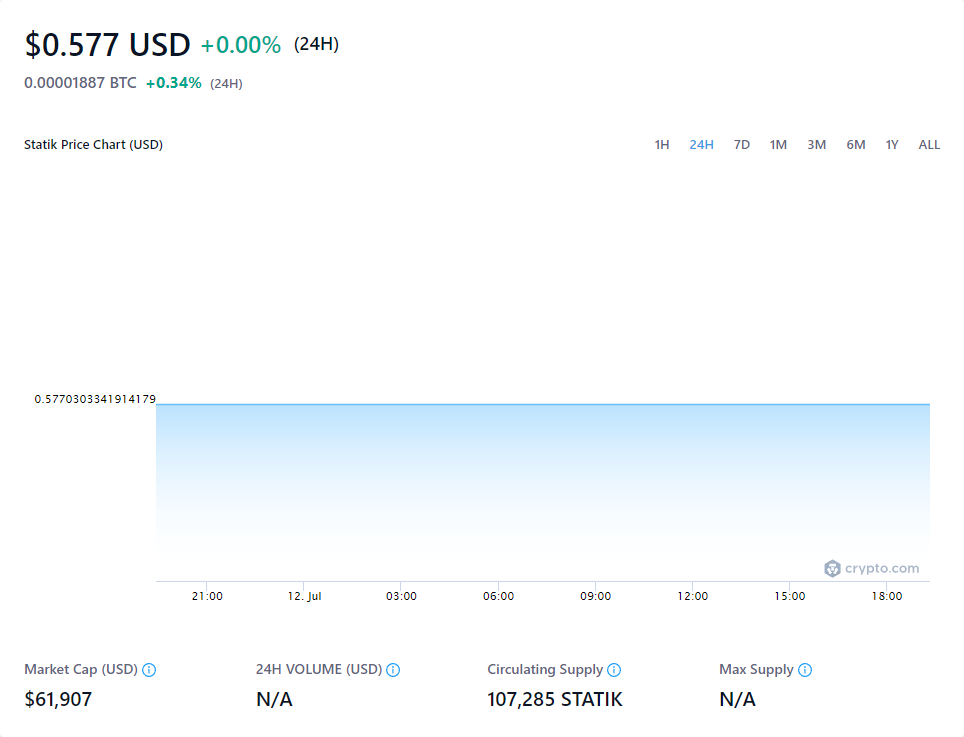 $0.577 USD +0.00% (24H)
0.00001887 BTC +0.34% (24H)
Statik Price Chart (USD) 1H 24H 7D 1M 3M 6M 1Y ALL
0.5770303341914179
crypto.com
21:00 12. Jul 03:00 06:00 09:00 12:00 15:00 18:00
Market Cap (USD) 24H VOLUME (USD) Circulating Supply Max Supply
$61,907 N/A 107,285 STATIK N/A